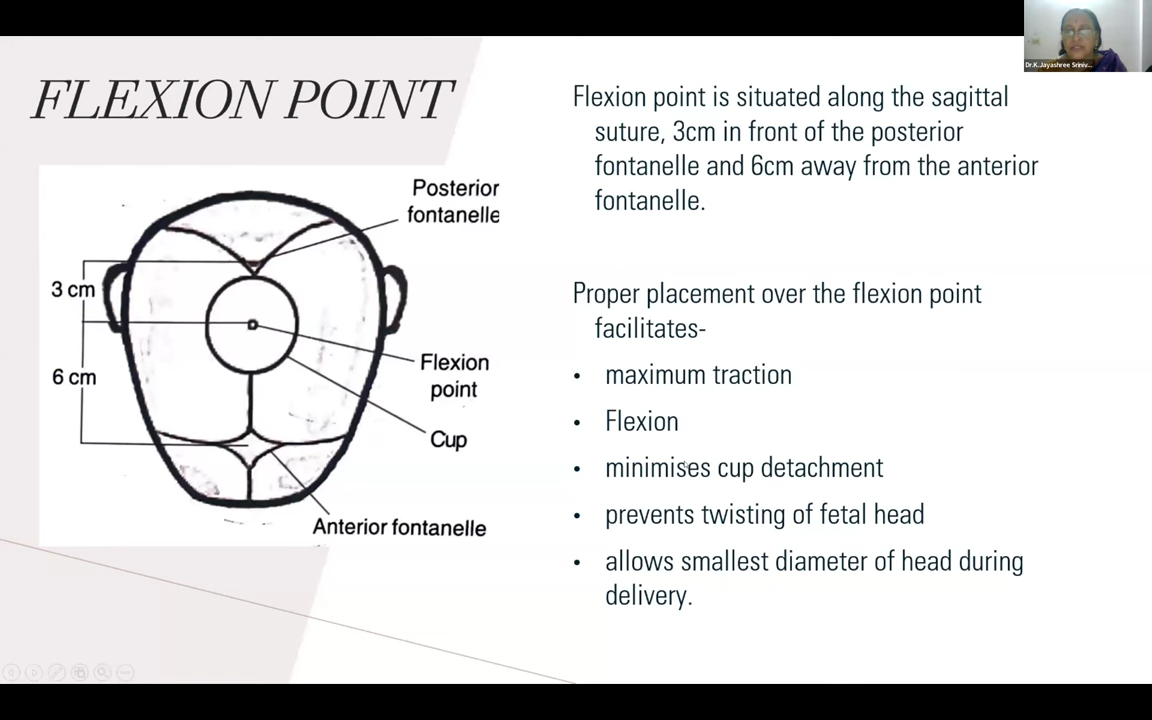 Dr.K.Jayashree Sriniv...
FLEXION POINT
Posterior
fontanelle
3 cm
6 cm
Flexion
point
Cup
Anterior fontanelle
Flexion point is situated along the sagittal
suture, 3cm in front of the posterior
fontanelle and 6cm away from the anterior
fontanelle.
Proper placement over the flexion point
facilitates-
• maximum traction
• Flexion
• minimises cup detachment
• prevents twisting of fetal head
• allows smallest diameter of head during
delivery.